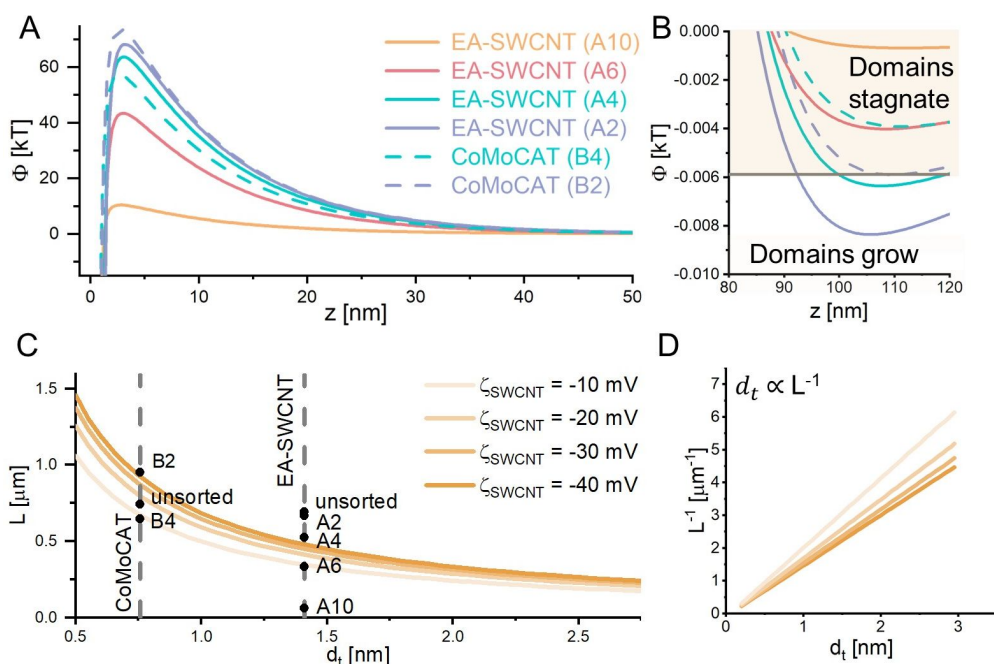 A
Φ [kT]
60
40
20
0
0
10
20
30
40
50
z [nm]
EA-SWCNT (A10)
EA-SWCNT (A6)
EA-SWCNT (A4)
EA-SWCNT (A2)
CoMoCAT (B4)
CoMoCAT (B2)
B
Φ [kT]
0.000
-0.002
-0.004
-0.006
-0.008
-0.010
80
90
100
110
120
z [nm]
Domains
stagnate
Domains grow
C
L [μm]
1.5
1.0
0.5
0.0
0.5
1.0
1.5
2.0
2.5
d_t [nm]
CoMoCAT
B2
unsorted
B4
EA-SWCNT
unsorted
A2
A4
A6
A10
ζ_SWCNT = -10 mV
ζ_SWCNT = -20 mV
ζ_SWCNT = -30 mV
ζ_SWCNT = -40 mV
D
d_t ∝ L⁻¹
L⁻¹ [μm⁻¹]
7
6
5
4
3
2
1
0
0
1
2
3
d_t [nm]